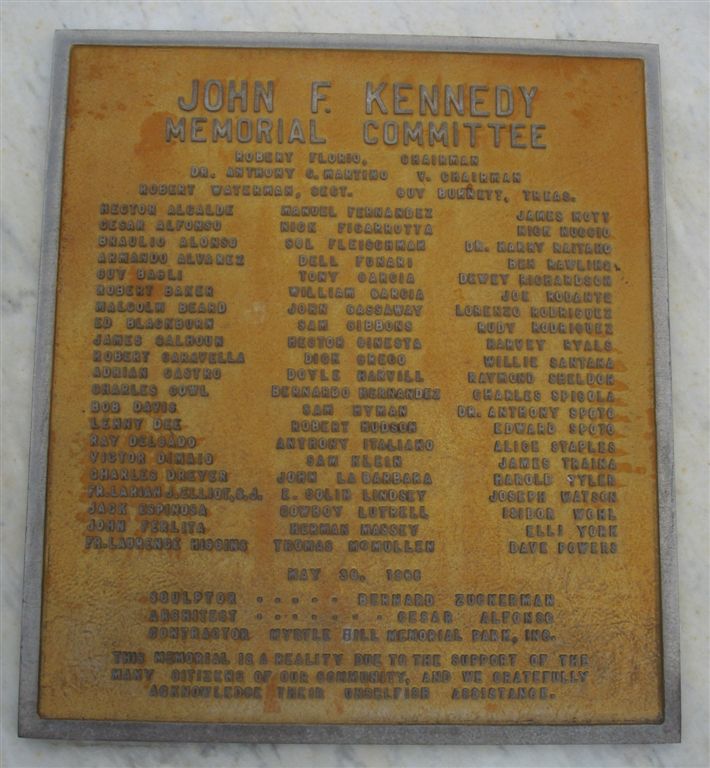 JOHN F. KENNEDY
MEMORIAL COMMITTEE
ROBERT FLORIO, CHAIRMAN
DR. ANTHONY C. MARTINO V. CHAIRMAN
ROBERT WATERMAN, SECT. GUY BURNETT, TREAS.
HECTOR ALCALDE MANUEL FERNANDEZ JAMES MOTT
CESAR ALFONSO NICK FIGARROTTA NICK NUCCIO
BRAULIO ALONSO SOL FLEISCHMAN DR. HARRY RAITANO
ARMANDO ALVAREZ DELL FUNARI BEN RAWLINS
GUY BAGLI TONY GARCIA DEWEY RICHARDSON
ROBERT BAKER WILLIAM GARCIA JOE RODANTE
MALCOLM BEARD JOHN GASSAWAY LORENZO RODRIGUEZ
ED BLACKBURN SAM GIBBONS RUDY RODRIGUEZ
JAMES CALHOUN HECTOR GINESTA HARVEY RYALS
ROBERT CARAVELLA DICK GRECO WILLIE SANTANA
ADRIAN CASTRO DOYLE HARVILL RAYMOND SHELDON
CHARLES COWL BERNARDO HERNANDEZ CHARLES SPICOLA
BOB DAVIS SAM HYMAN DR. ANTHONY SPOTO
LENNY DEE ROBERT HUDSON EDWARD SPOTO
RAY DELGADO ANTHONY ITALIANO ALICE STAPLES
VICTOR DIMAIO SAM KLEIN JAMES TRAINA
CHARLES DREYER JOHN LA BARBARA HAROLD TYLER
FR. J. ELLIOT, S.J. E. COLIN LINDSEY JOSEPH WATSON
JACK ESPINOSA COWBOY LUTRELL ISIDOR WOHL
JOHN FERLITA HERMAN MASSEY ELLI YORK
FR. LAURENCE HIGGINS THOMAS McMULLEN DAVE POWERS
MAY 30,
SCULPTOR . . . . . BERNARD ZUCKERMAN
ARCHITECT . . . . . . . CESAR ALFONSO
CONTRACTOR MYRTLE HILL MEMORIAL PARK, INC.
THIS MEMORIAL IS A REALITY DUE TO THE SUPPORT OF THE
MANY CITIZENS OF OUR COMMUNITY, AND WE GRATEFULLY
ACKNOWLEDGE THEIR UNSELFISH ASSISTANCE.